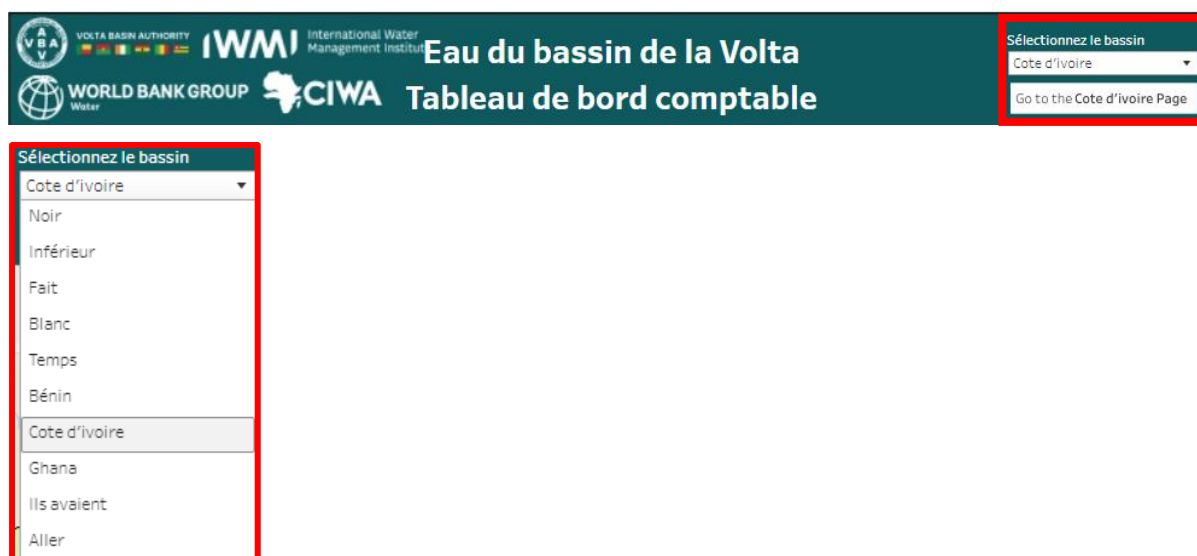 VOLTA BASIN AUTHORITY
VBA
IWMI
International Water
Management Institut
WORLD BANK GROUP
Water
CIWA
Eau du bassin de la Volta
Tableau de bord comptable
Sélectionnez le bassin
Cote d'ivoire
Go to the Cote d'ivoire Page
Sélectionnez le bassin
Cote d'ivoire
Noir
Inférieur
Fait
Blanc
Temps
Bénin
Cote d'ivoire
Ghana
Ils avaient
Aller